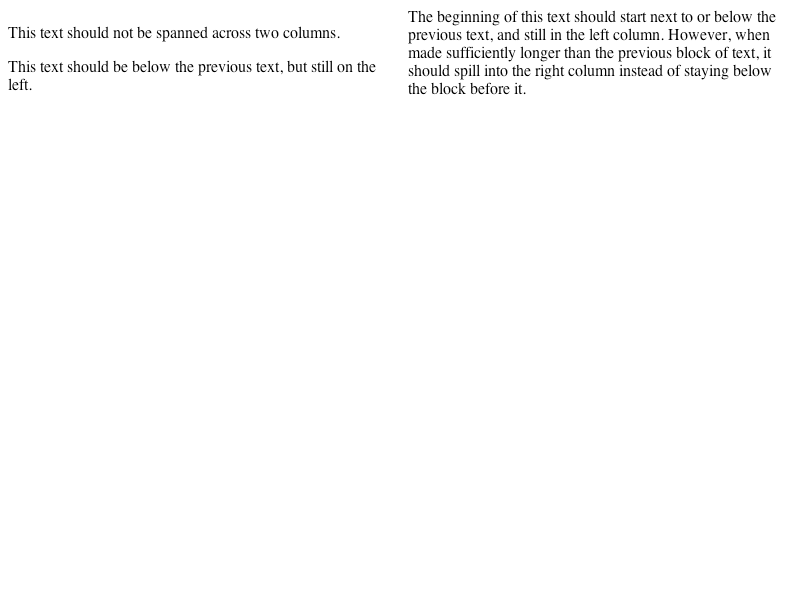 This text should not be spanned across two columns.
This text should be below the previous text, but still on the
left.
The beginning of this text should start next to or below the
previous text, and still in the left column. However, when
made sufficiently longer than the previous block of text, it
should spill into the right column instead of staying below
the block before it.